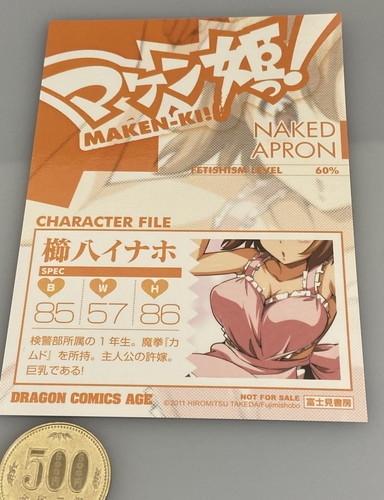 マケン姫っ!
MAKEN-KI!
NAKED
APRON
FETISHISM LEVEL 60%
CHARACTER FILE
櫛八イナホ
SPEC
B W H
85 57 86
検警部所属の1年生。魔拳「カ
ムド」を所持。主人公の許嫁。
巨乳である!
DRAGON COMICS AGE
NOT FOR SALE
©2011 HIROMITSU TAKEDA/Fujimishobo
富士見書房
500